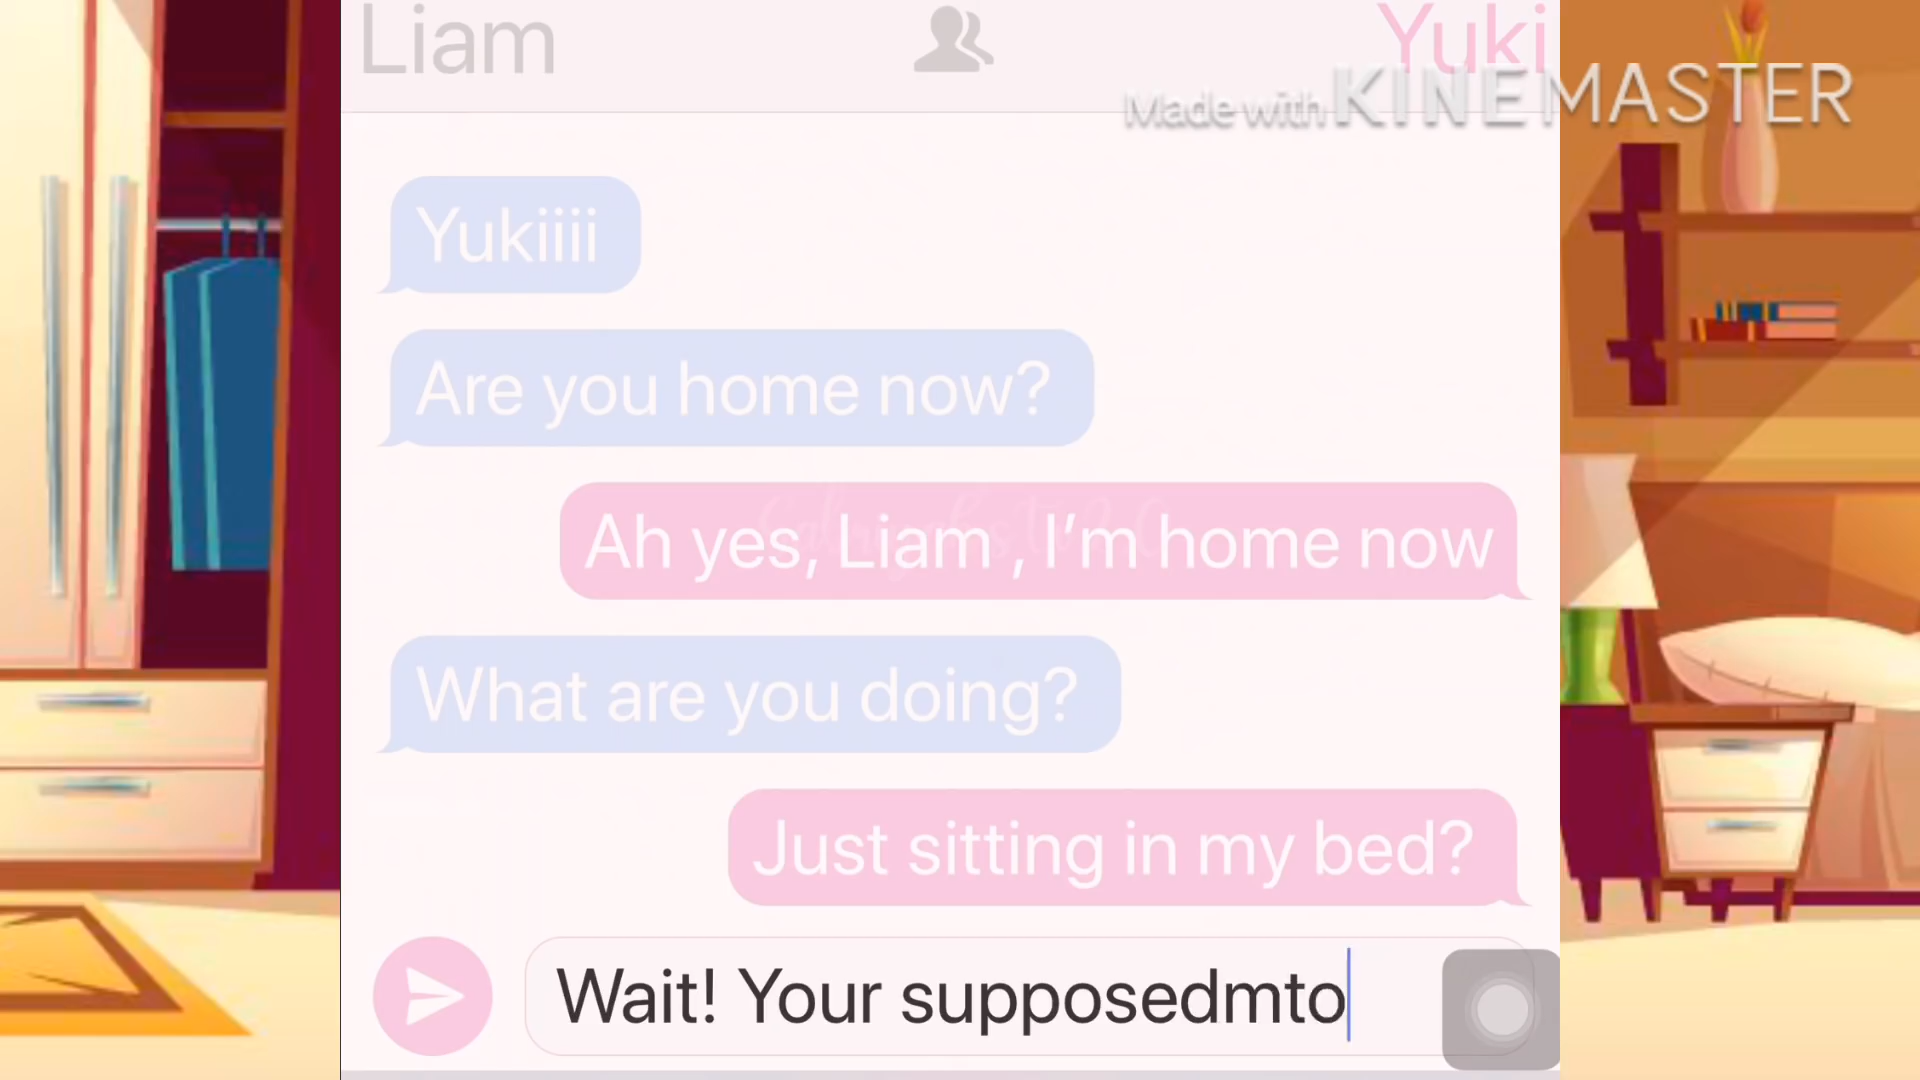 Liam
Yuki
Made with KINEMASTER
Yukiiii
Are you home now?
Ah yes, Liam , I’m home now
What are you doing?
Just sitting in my bed?
Wait! Your supposedmto